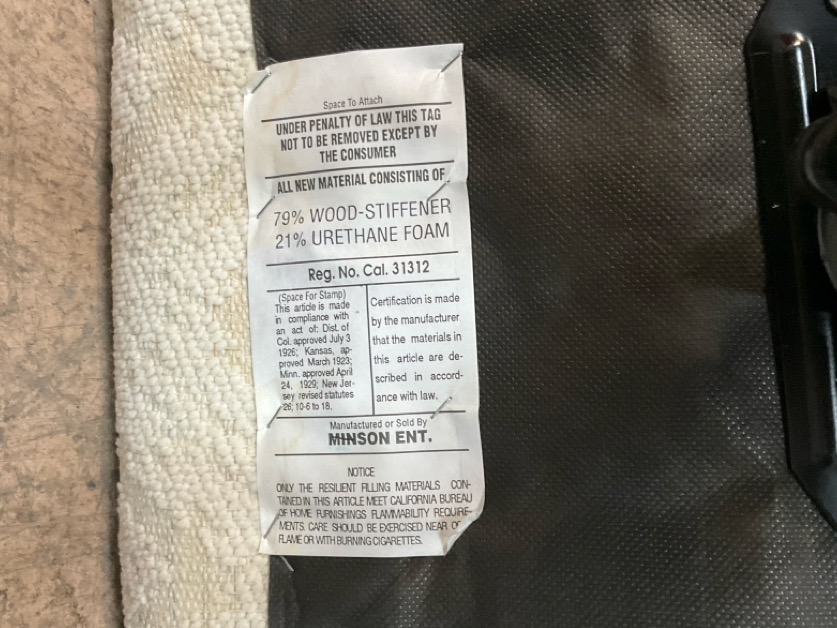 Space To Attach
UNDER PENALTY OF LAW THIS TAG
NOT TO BE REMOVED EXCEPT BY
THE CONSUMER
ALL NEW MATERIAL CONSISTING OF
79% WOOD-STIFFENER
21% URETHANE FOAM
Reg. No. Cal. 31312
(Space For Stamp)
This article is made
in compliance with
an act of: Dist. of
Col. approved July 3
1926; Kansas, ap-
proved March 1923;
Minn. approved April
24, 1929; New Jer-
sey revised statutes
26; 10-6 to 18.
Certification is made
by the manufacturer
that the materials in
this article are de-
scribed in accord-
ance with law.
Manufactured or Sold By
MINSON ENT.
NOTICE
ONLY THE RESILIENT FILLING MATERIALS CON-
TAINED IN THIS ARTICLE MEET CALIFORNIA BUREAU
OF HOME FURNISHINGS FLAMMABILITY REQUIRE-
MENTS. CARE SHOULD BE EXERCISED NEAR
FLAME OR WITH BURNING CIGARETTES.